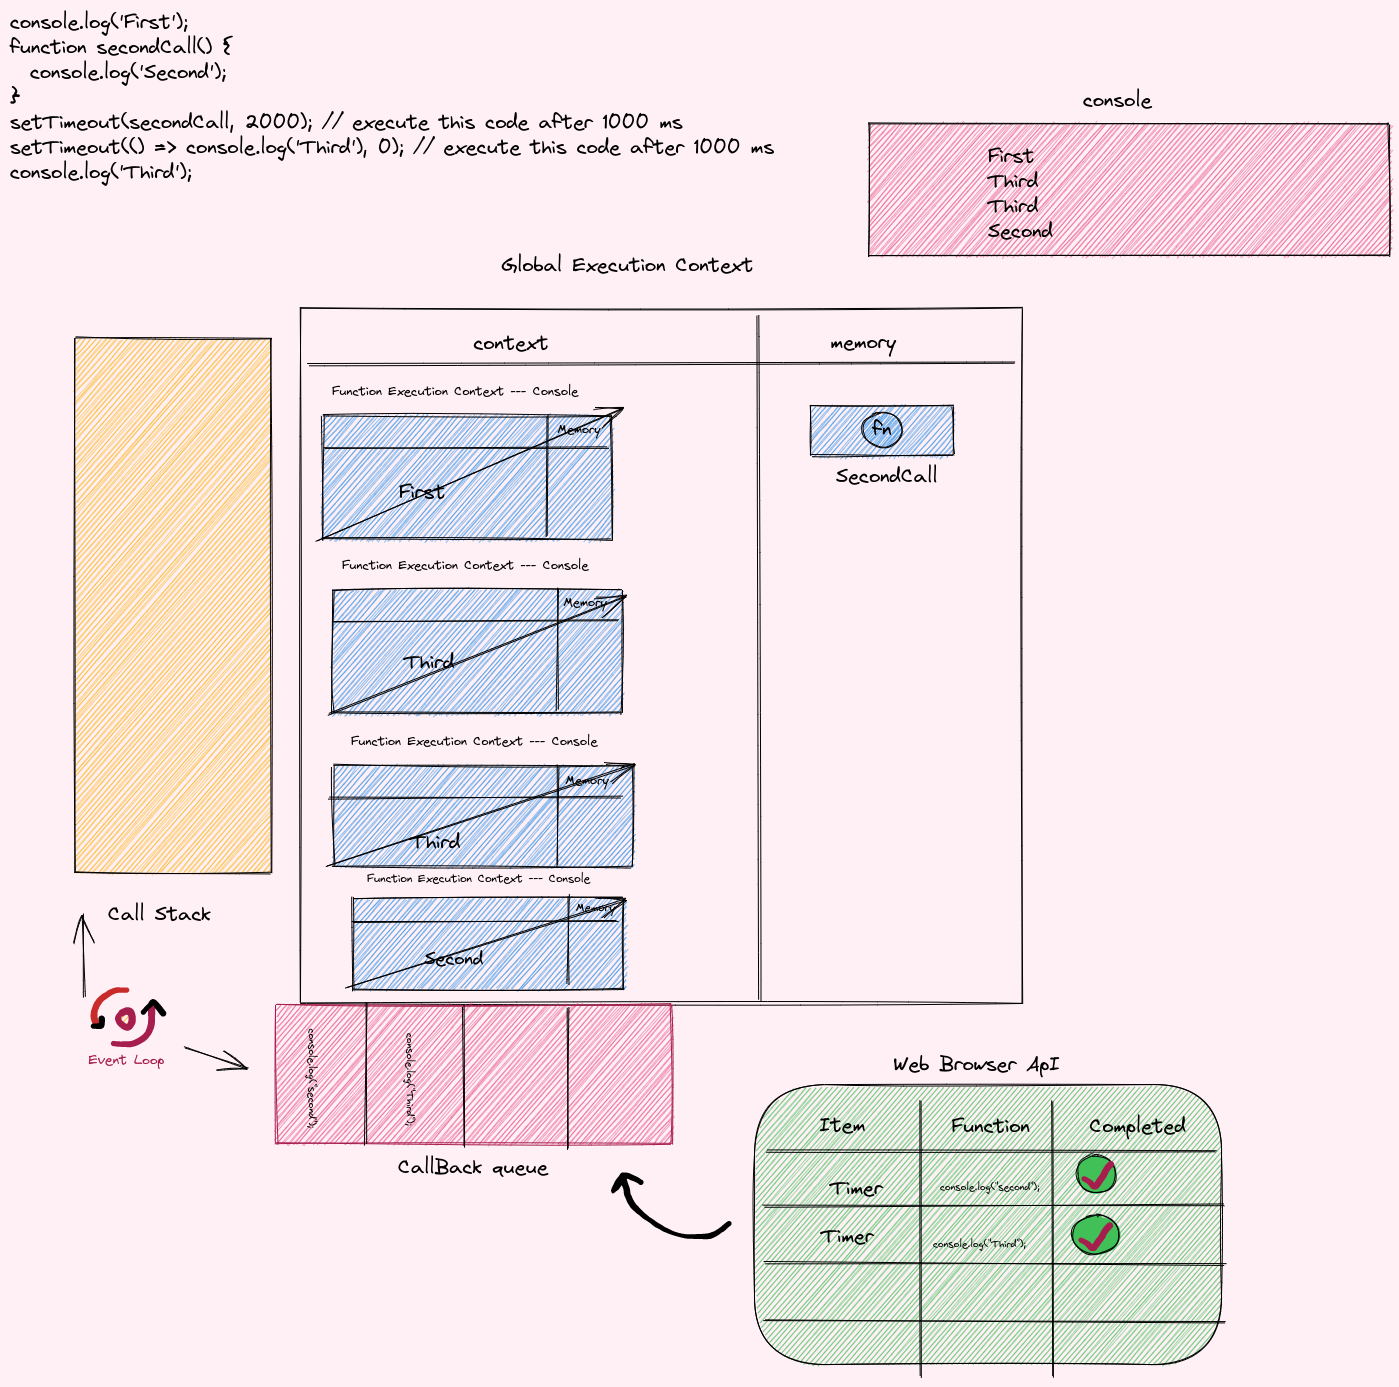 console.log('First');
function secondCall() {
console.log('Second');
}
setTimeout(secondCall, 2000); // execute this code after 1000 ms
setTimeout(() => console.log('Third'), 0); // execute this code after 1000 ms
console.log('Third');
console
First
Third
Third
Second
Global Execution Context
context
memory
Function Execution Context --- Console
Memory
First
fn
SecondCall
Function Execution Context --- Console
Memory
Third
Function Execution Context --- Console
Memory
Third
Function Execution Context --- Console
Memory
Second
Call Stack
Event Loop
console.log("second");
console.log("Third");
CallBack queue
Web Browser ApI
Item Function Completed
Timer console.log("second");
Timer console.log("Third");